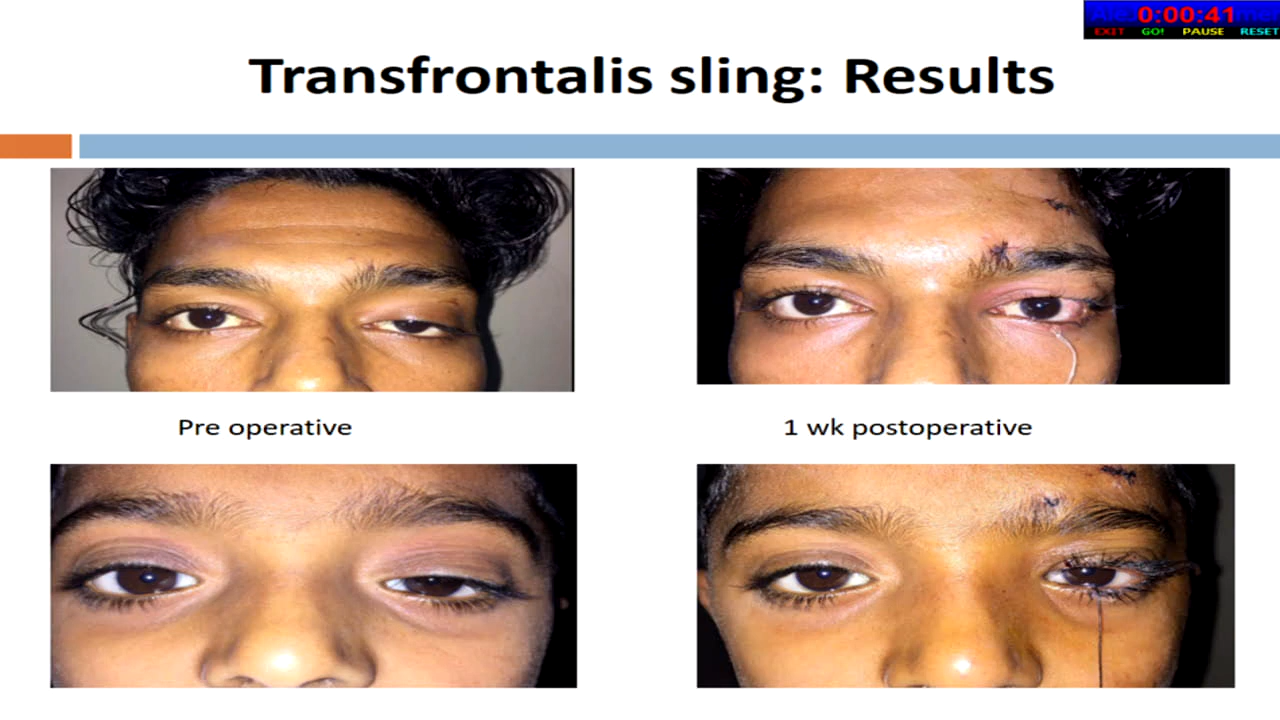 0:00:41
EXIT GO! PAUSE RESET
Transfrontalis sling: Results
Pre operative
1 wk postoperative